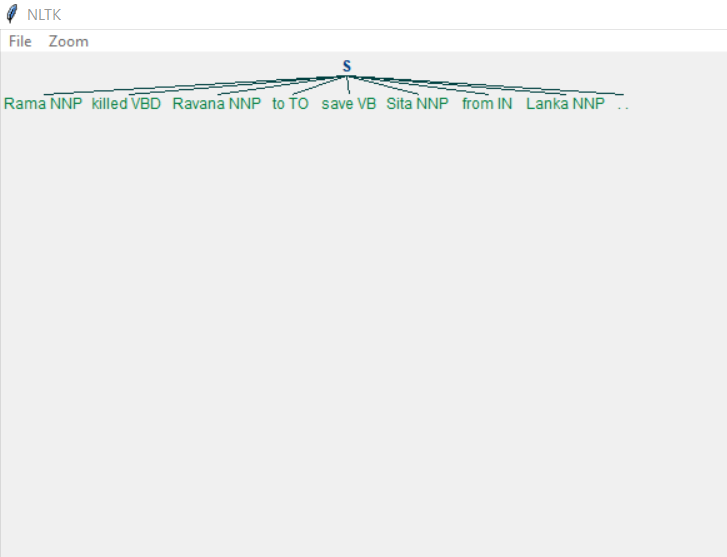 NLTK
File Zoom
S
Rama NNP killed VBD Ravana NNP to TO save VB Sita NNP from IN Lanka NNP . .